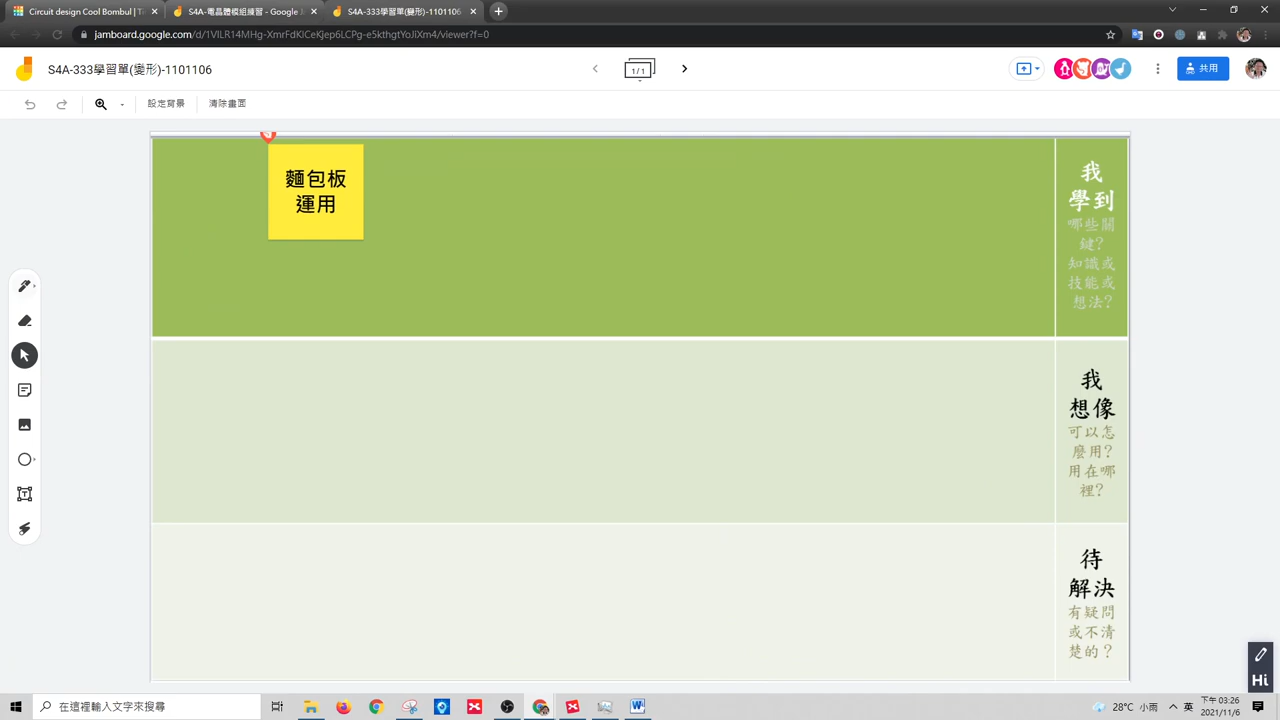 Circuit design Cool Bombul | Ti
S4A-電晶體模組練習 - Google J
S4A-333學習單(變形)-1101106
jamboard.google.com/d/1VILR14MHg-XmrFdKlCeKJep6LCPg-e5kthgtYoJiXm4/viewer?f=0
S4A-333學習單(變形)-1101106
1/1
共用
設定背景
清除畫面
麵包板
運用
我
學到
哪些關
鍵?
知識或
技能或
想法?
我
想像
可以怎
麼用?
用在哪
裡?
待
解決
有疑問
或不清
楚的？
Hi
在這裡輸入文字來搜尋
28°C 小雨
英
下午 03:26
2021/11/6